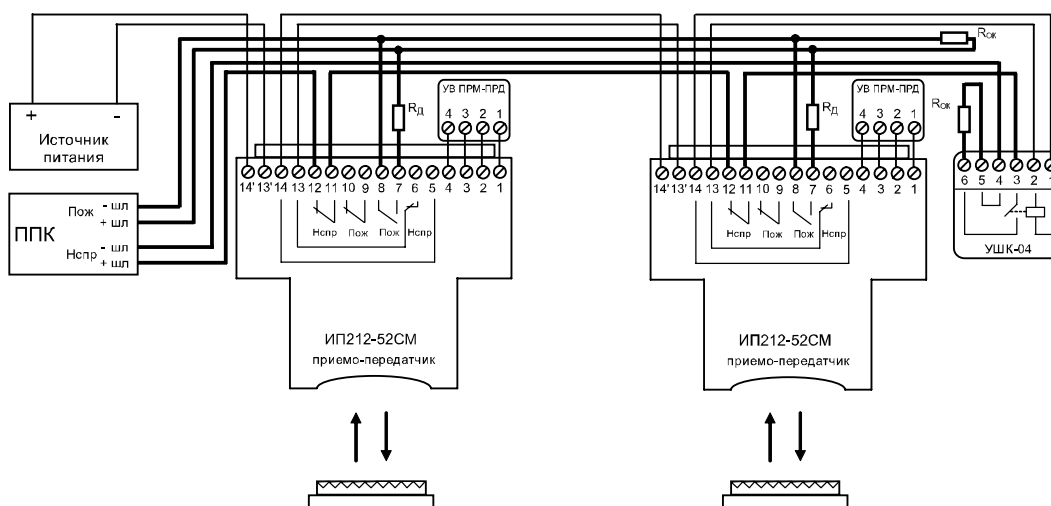 Rок
УВ ПРМ-ПРД
4 3 2 1
RД
УВ ПРМ-ПРД
4 3 2 1
RД
Rок
+ -
Источник
питания
14' 13' 14 13 12 11 10 9 8 7 6 5 4 3 2 1
Нспр Пож Пож Нспр
14' 13' 14 13 12 11 10 9 8 7 6 5 4 3 2 1
Нспр Пож Пож Нспр
6 5 4 3 2 1
УШК-04
ППК
Пож - шл
+ шл
Нспр - шл
+ шл
ИП212-52СМ
приемо-передатчик
ИП212-52СМ
приемо-передатчик